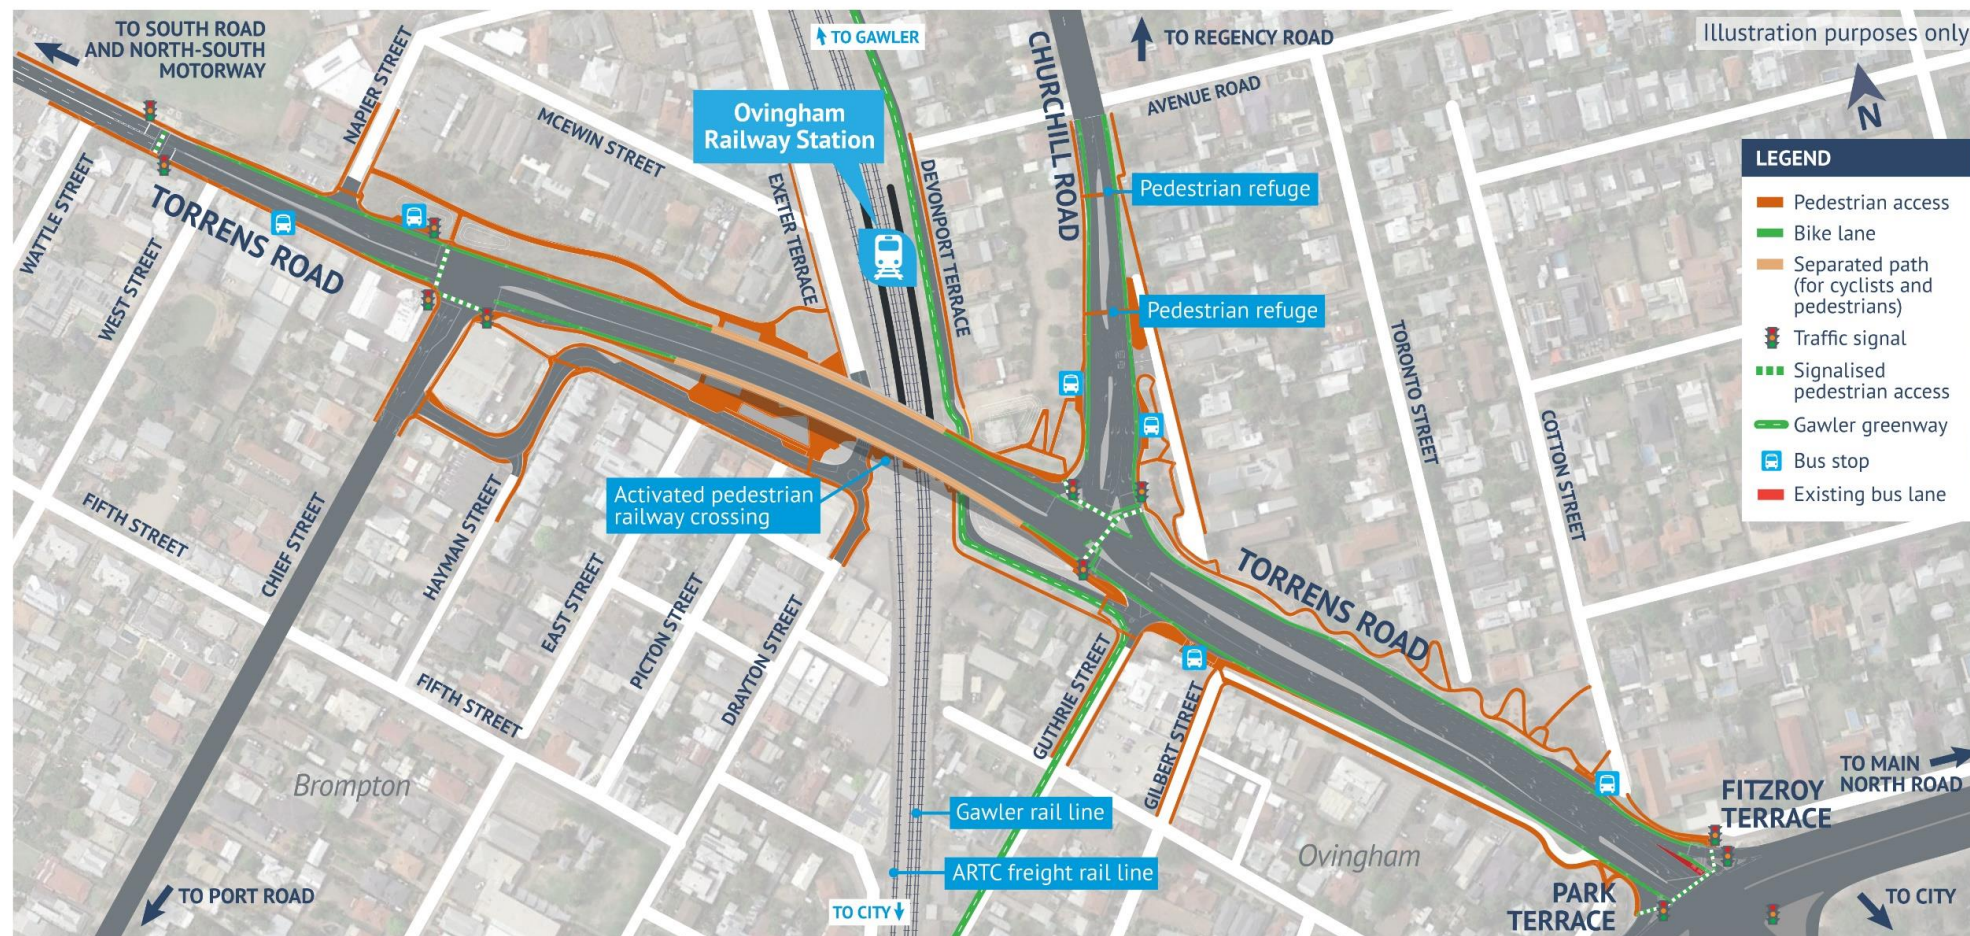 TO SOUTH ROAD
AND NORTH-SOUTH
MOTORWAY
NAPIER STREET
TO GAWLER
CHURCHILL ROAD
TO REGENCY ROAD
Illustration purposes only
AVENUE ROAD
N
MCEWIN STREET
Ovingham
Railway Station
WATTLE STREET
TORRENS ROAD
WEST STREET
EXETER TERRACE
DEVONPORT TERRACE
Pedestrian refuge
Pedestrian refuge
LEGEND
Pedestrian access
Bike lane
Separated path
(for cyclists and
pedestrians)
Traffic signal
Signalised
pedestrian access
Gawler greenway
Bus stop
Existing bus lane
TORONTO STREET
COTTON STREET
Activated pedestrian
railway crossing
FIFTH STREET
CHIEF STREET
HAYMAN STREET
EAST STREET
PICTON STREET
DRAYTON STREET
FIFTH STREET
TORRENS ROAD
GUTHRIE STREET
GILBERT STREET
Brompton
Gawler rail line
ARTC freight rail line
Ovingham
TO MAIN
NORTH ROAD
FITZROY
TERRACE
PARK
TERRACE
TO CITY
TO PORT ROAD
TO CITY